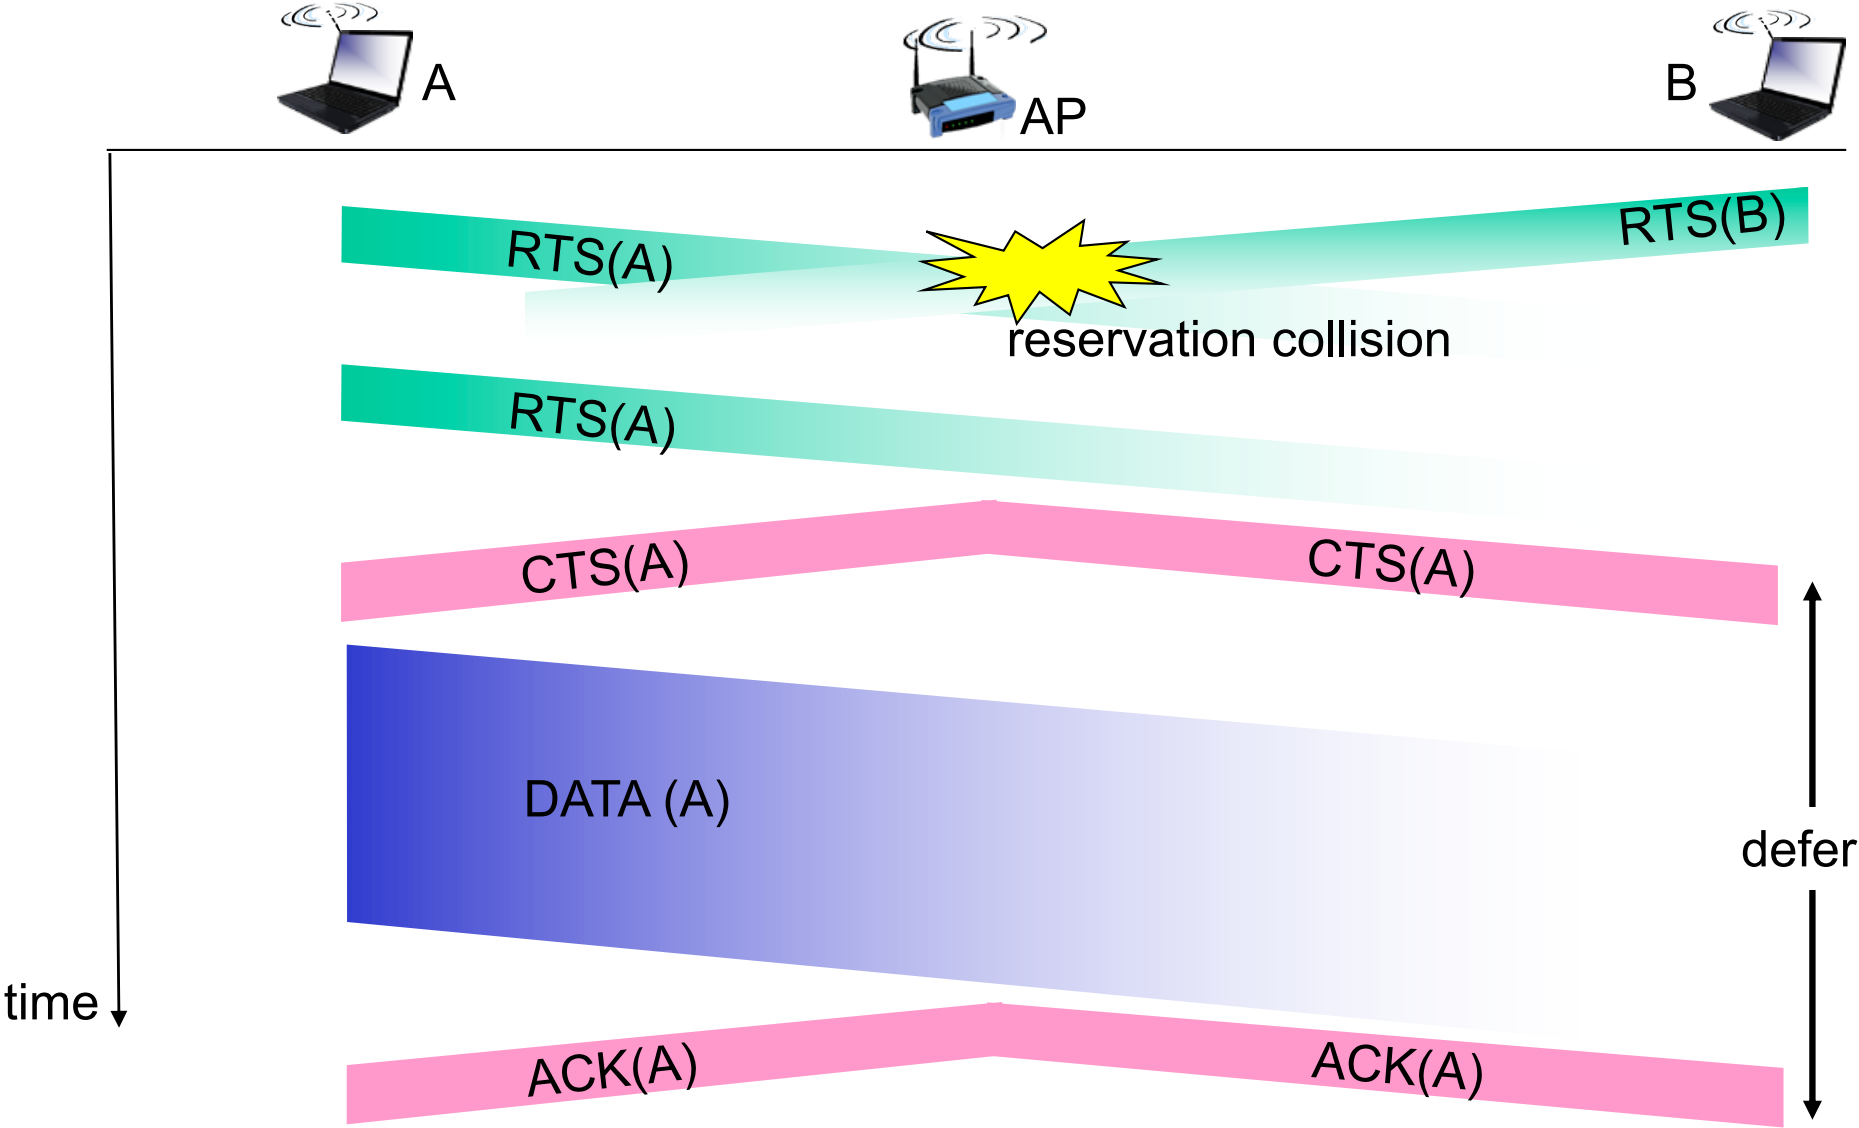 A
AP
B
RTS(A)
RTS(B)
reservation collision
RTS(A)
CTS(A)
CTS(A)
DATA (A)
defer
time
ACK(A)
ACK(A)